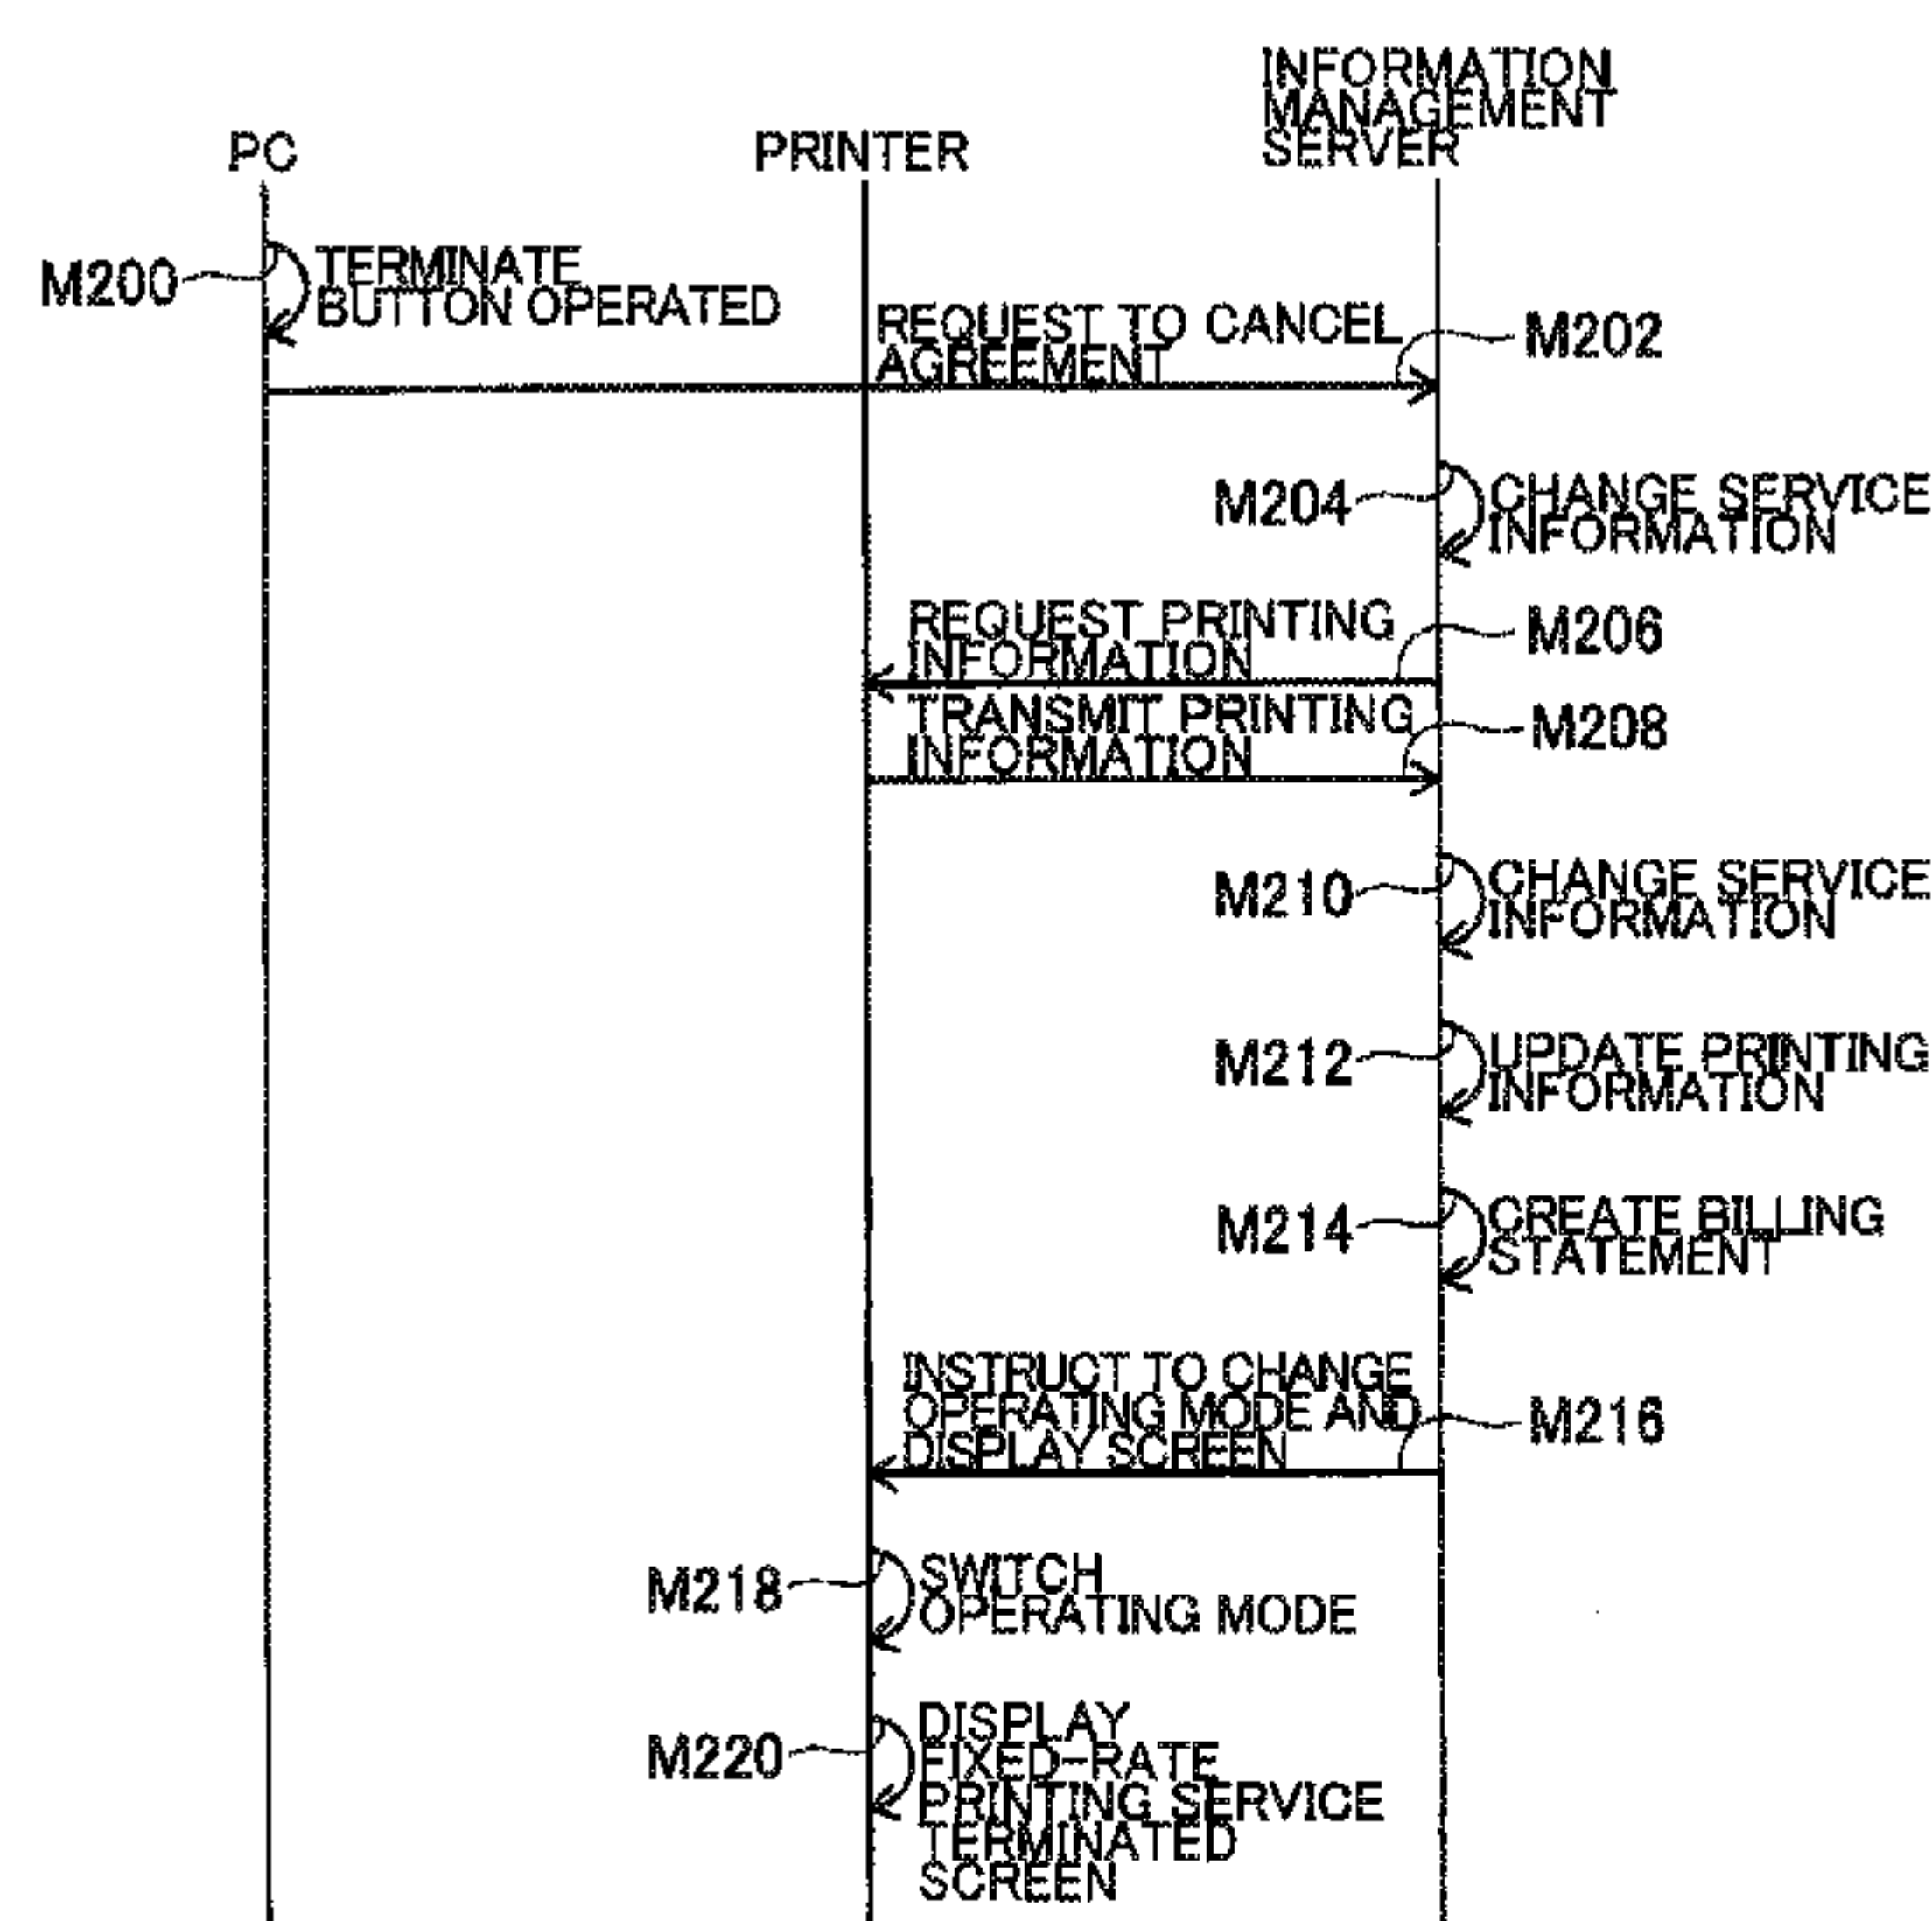 INFORMATION
MANAGEMENT
SERVER
PC
PRINTER
M200
TERMINATE
BUTTON OPERATED
REQUEST TO CANCEL
AGREEMENT
M202
M204
CHANGE SERVICE
INFORMATION
REQUEST PRINTING
INFORMATION
M206
TRANSMIT PRINTING
INFORMATION
M208
M210
CHANGE SERVICE
INFORMATION
M212
UPDATE PRINTING
INFORMATION
M214
CREATE BILLING
STATEMENT
INSTRUCT TO CHANGE
OPERATING MODE AND
DISPLAY SCREEN
M216
M218
SWITCH
OPERATING MODE
M220
DISPLAY
FIXED-RATE
PRINTING SERVICE
TERMINATED
SCREEN